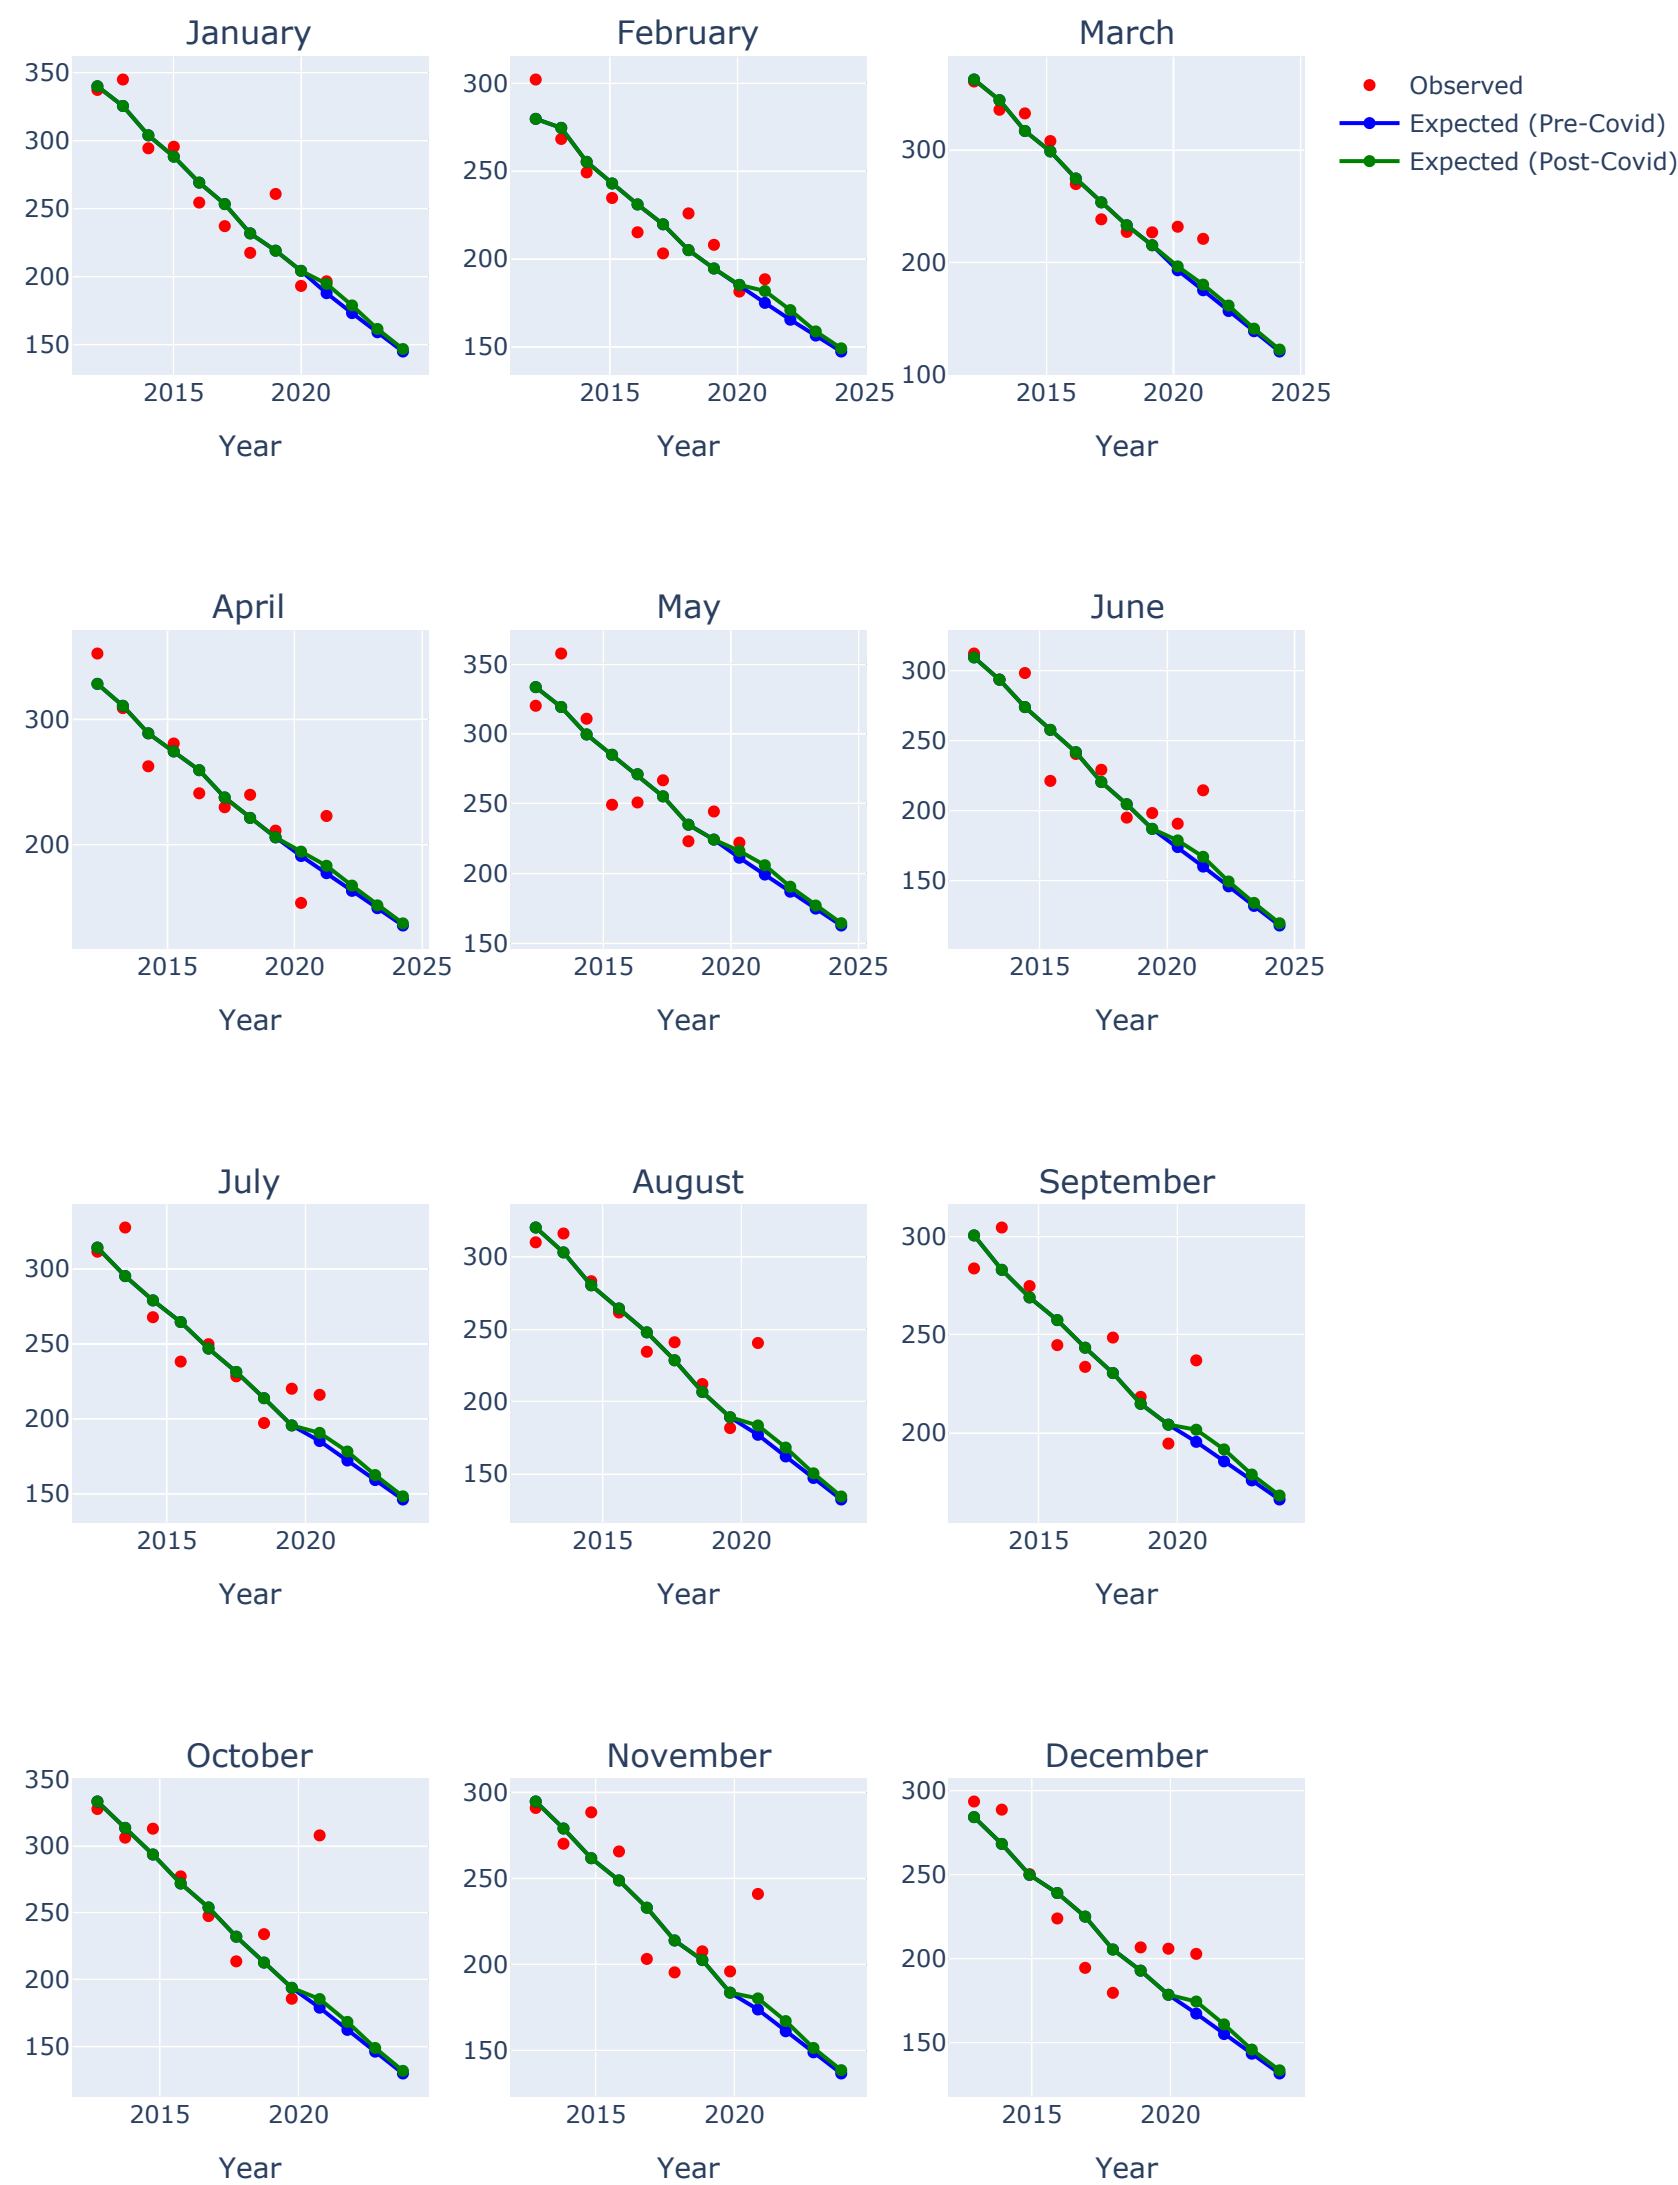 January
February
March
Observed
Expected (Pre-Covid)
Expected (Post-Covid)
350
300
250
200
150
2015
2020
Year
300
250
200
150
2015
2020
2025
Year
300
200
100
2015
2020
2025
Year
April
May
June
300
200
2015
2020
2025
Year
350
300
250
200
150
2015
2020
2025
Year
300
250
200
150
2015
2020
2025
Year
July
August
September
300
250
200
150
2015
2020
Year
300
250
200
150
2015
2020
Year
300
250
200
2015
2020
Year
October
November
December
350
300
250
200
150
2015
2020
Year
300
250
200
150
2015
2020
Year
300
250
200
150
2015
2020
Year